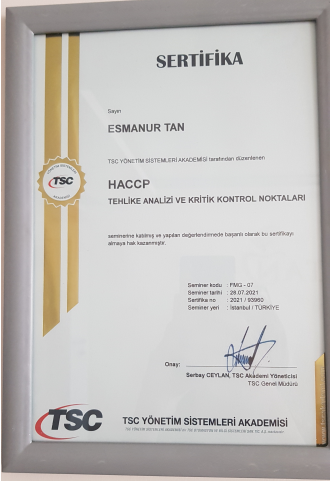 SERTİFİKA
Sayın
ESMANUR TAN
TSC YÖNETİM SİSTEMLERİ AKADEMİSİ tarafından düzenlenen
HACCP
TEHLİKE ANALİZİ VE KRİTİK KONTROL NOKTALARI
seminerine katılmış ve yapılan değerlendirmede başarılı olarak bu sertifikayı
almaya hak kazanmıştır.
TSC
Seminer kodu : FMG - 07
Seminer tarihi : 26.07.2021
Sertifika no : 2021 / 93960
Seminer yeri : İstanbul / TÜRKİYE
Onay:
Serbay CEYLAN, TSC Akademi Yöneticisi
TSC Genel Müdürü
TSC
TSC YÖNETİM SİSTEMLERİ AKADEMİSİ